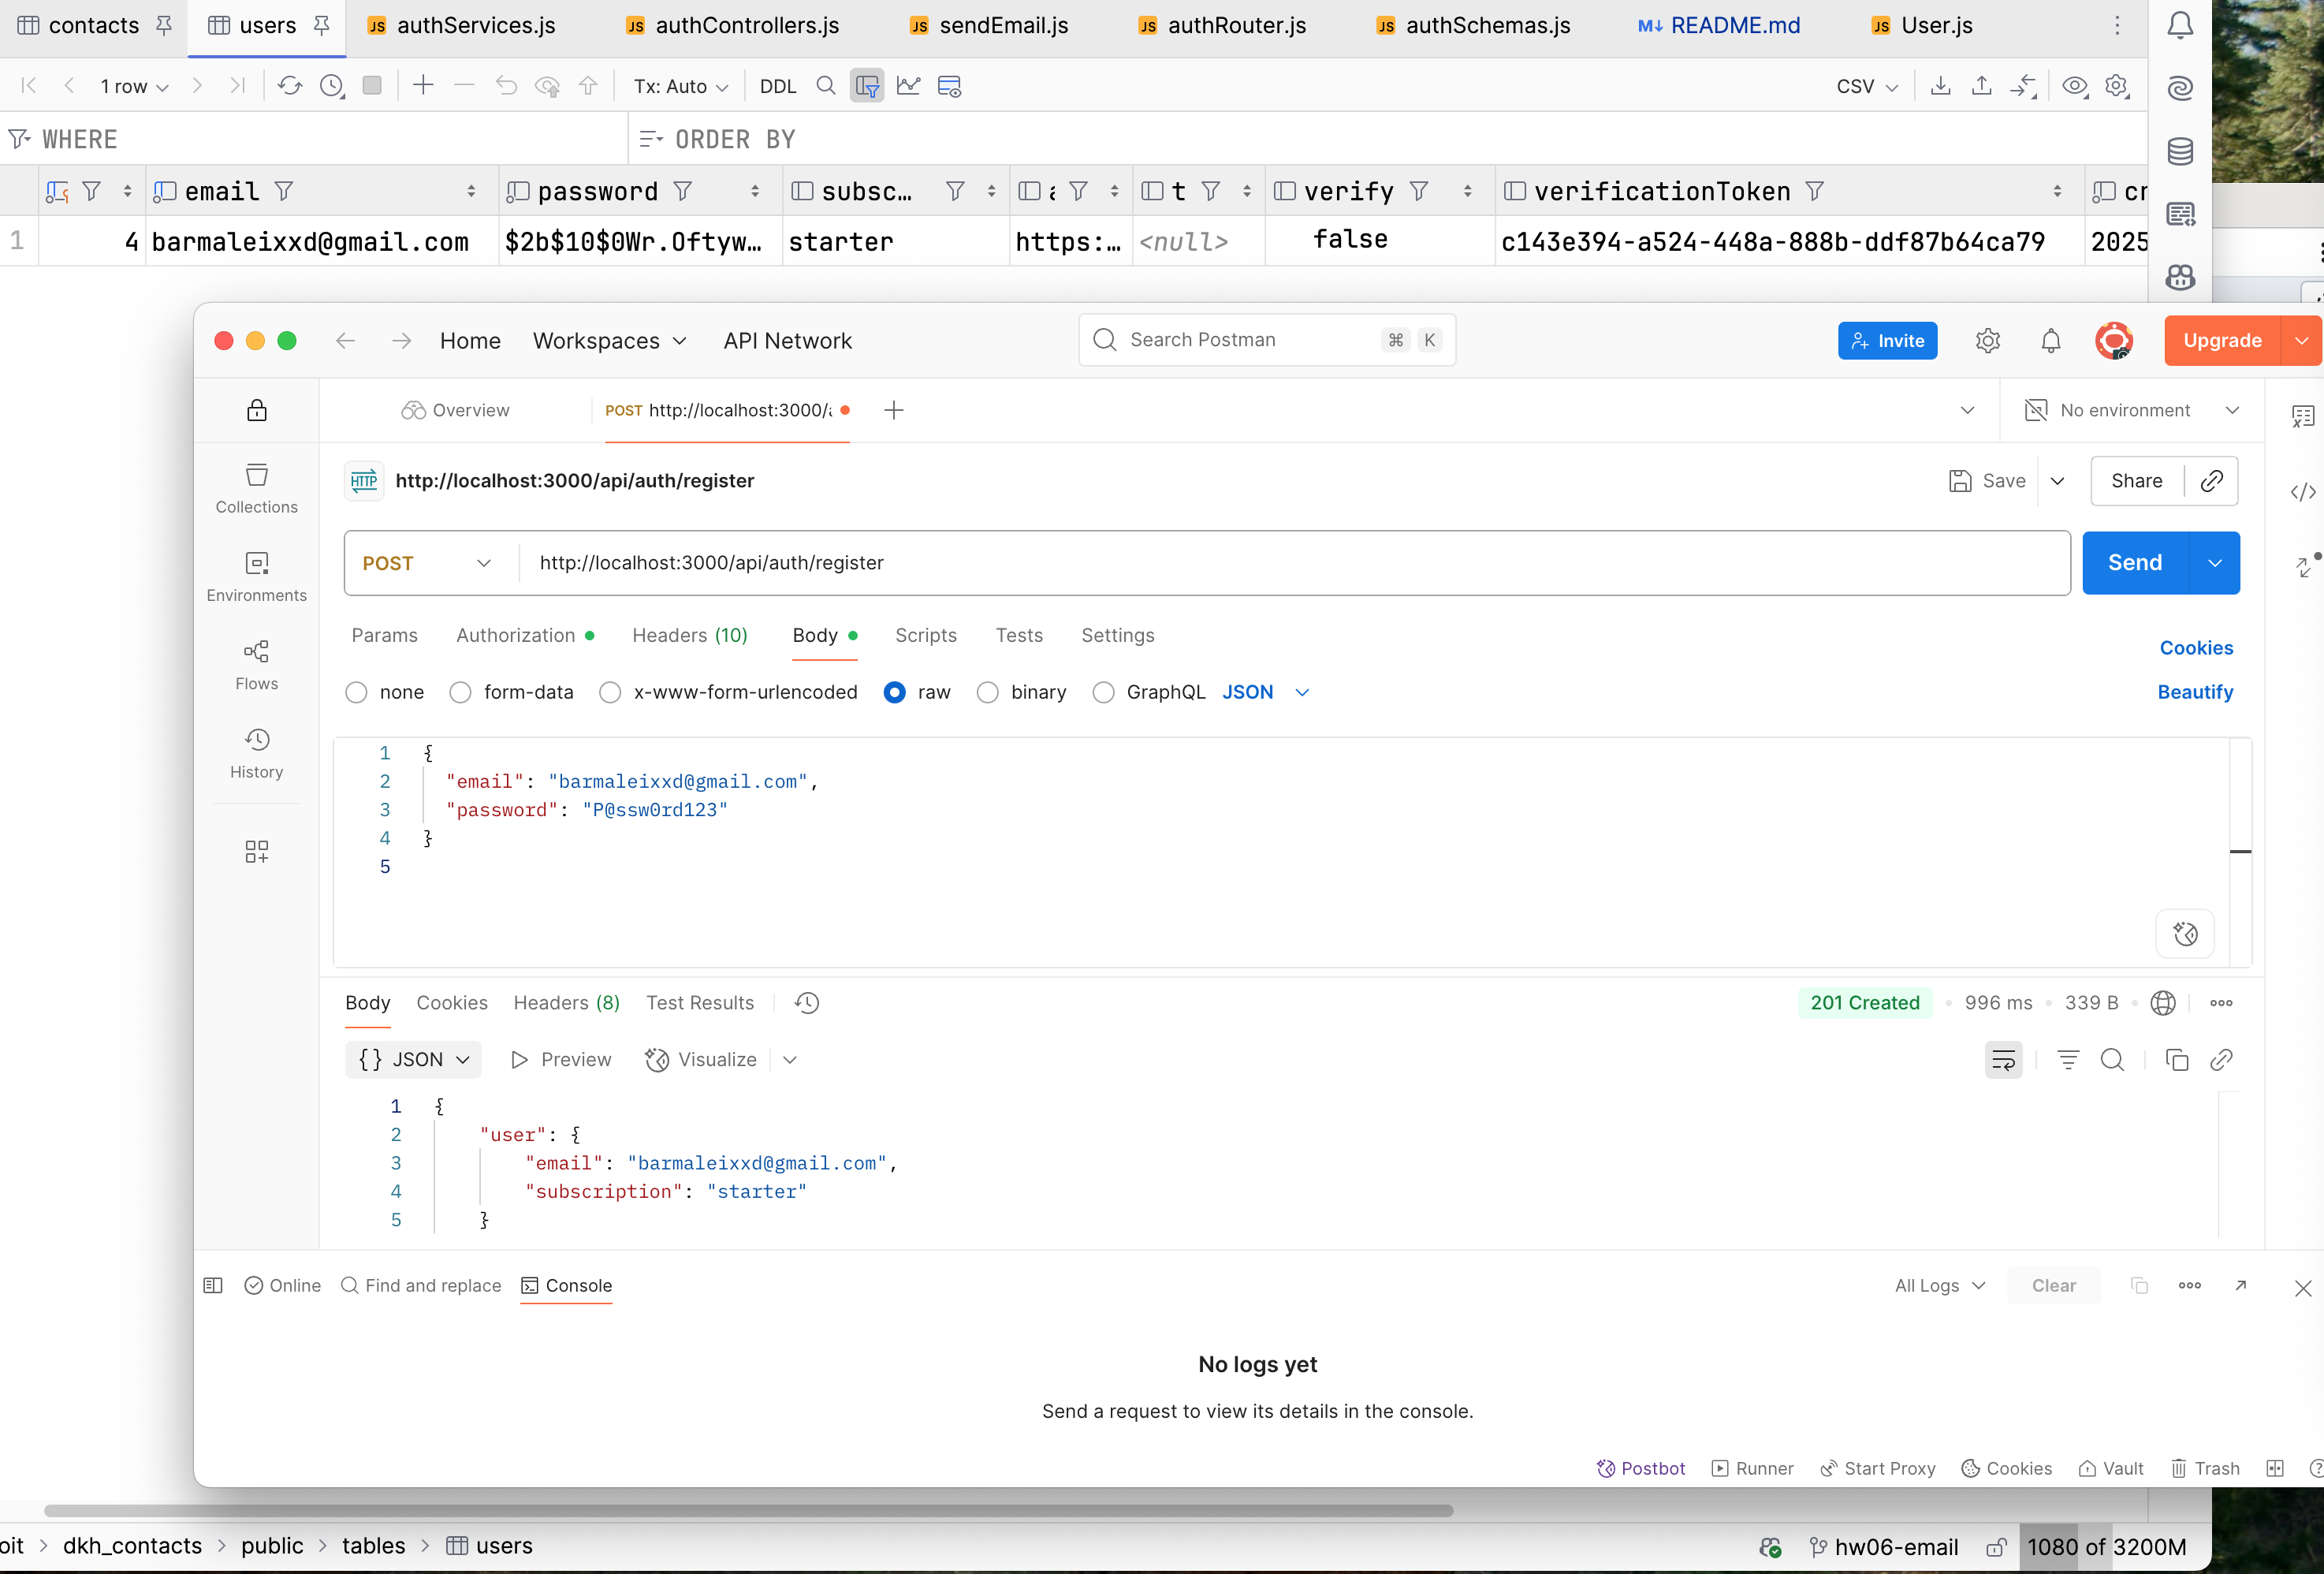 contacts users authServices.js authControllers.js sendEmail.js authRouter.js authSchemas.js README.md User.js
1 row Tx: Auto DDL CSV
WHERE ORDER BY
email password subsc... t verify verificationToken cr
1 4 barmaleixxd@gmail.com $2b$10$0Wr.Oftyw... starter https:... <null> false c143e394-a524-448a-888b-ddf87b64ca79 2025
Home Workspaces API Network Search Postman ⌘ K Invite Upgrade
Overview POST http://localhost:3000/a No environment
HTTP http://localhost:3000/api/auth/register Save Share
Collections
POST http://localhost:3000/api/auth/register Send
Environments
Params Authorization Headers (10) Body Scripts Tests Settings Cookies
Flows
none form-data x-www-form-urlencoded raw binary GraphQL JSON Beautify
History
1 {
2 "email": "barmaleixxd@gmail.com",
3 "password": "P@ssw0rd123"
4 }
5
Body Cookies Headers (8) Test Results 201 Created 996 ms 339 B
{} JSON Preview Visualize
1 {
2 "user": {
3 "email": "barmaleixxd@gmail.com",
4 "subscription": "starter"
5 }
Online Find and replace Console All Logs Clear
No logs yet
Send a request to view its details in the console.
Postbot Runner Start Proxy Cookies Vault Trash
oit > dkh_contacts > public > tables > users hw06-email 1080 of 3200M